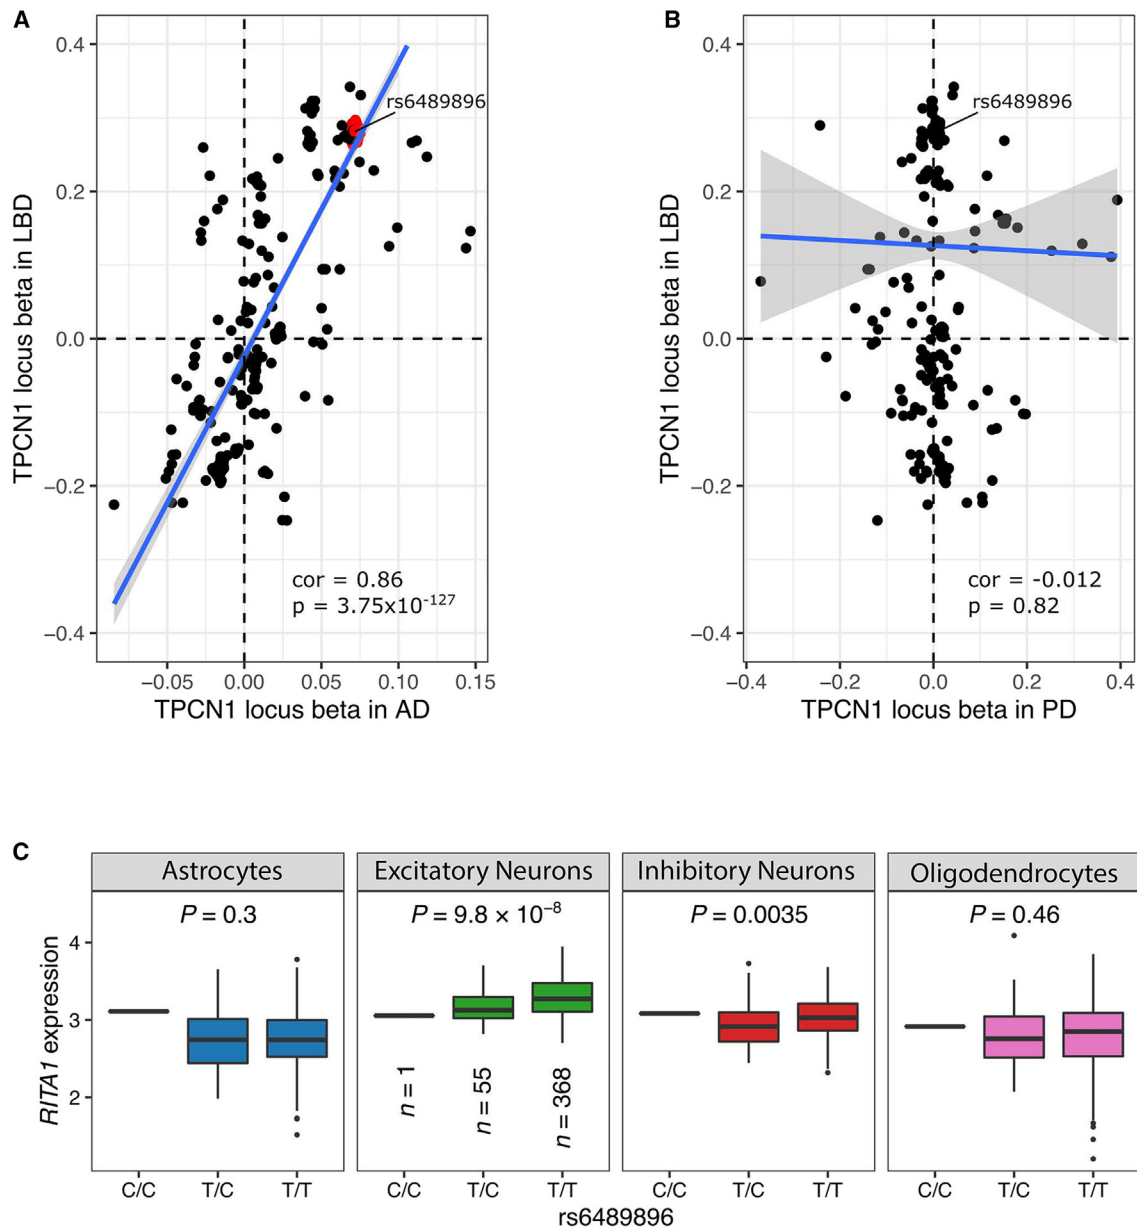 A
TPCN1 locus beta in LBD
0.4
0.2
0.0
−0.2
−0.4
rs6489896
cor = 0.86
p = 3.75x10-127
−0.05
0.00
0.05
0.10
0.15
TPCN1 locus beta in AD
B
TPCN1 locus beta in LBD
0.4
0.2
0.0
−0.2
−0.4
rs6489896
cor = -0.012
p = 0.82
−0.4
−0.2
0.0
0.2
0.4
TPCN1 locus beta in PD
C
RITA1 expression
4
3
2
Astrocytes
P = 0.3
C/C
T/C
T/T
Excitatory Neurons
P = 9.8 × 10−8
n = 1
n = 55
n = 368
C/C
T/C
T/T
Inhibitory Neurons
P = 0.0035
C/C
T/C
T/T
Oligodendrocytes
P = 0.46
C/C
T/C
T/T
rs6489896